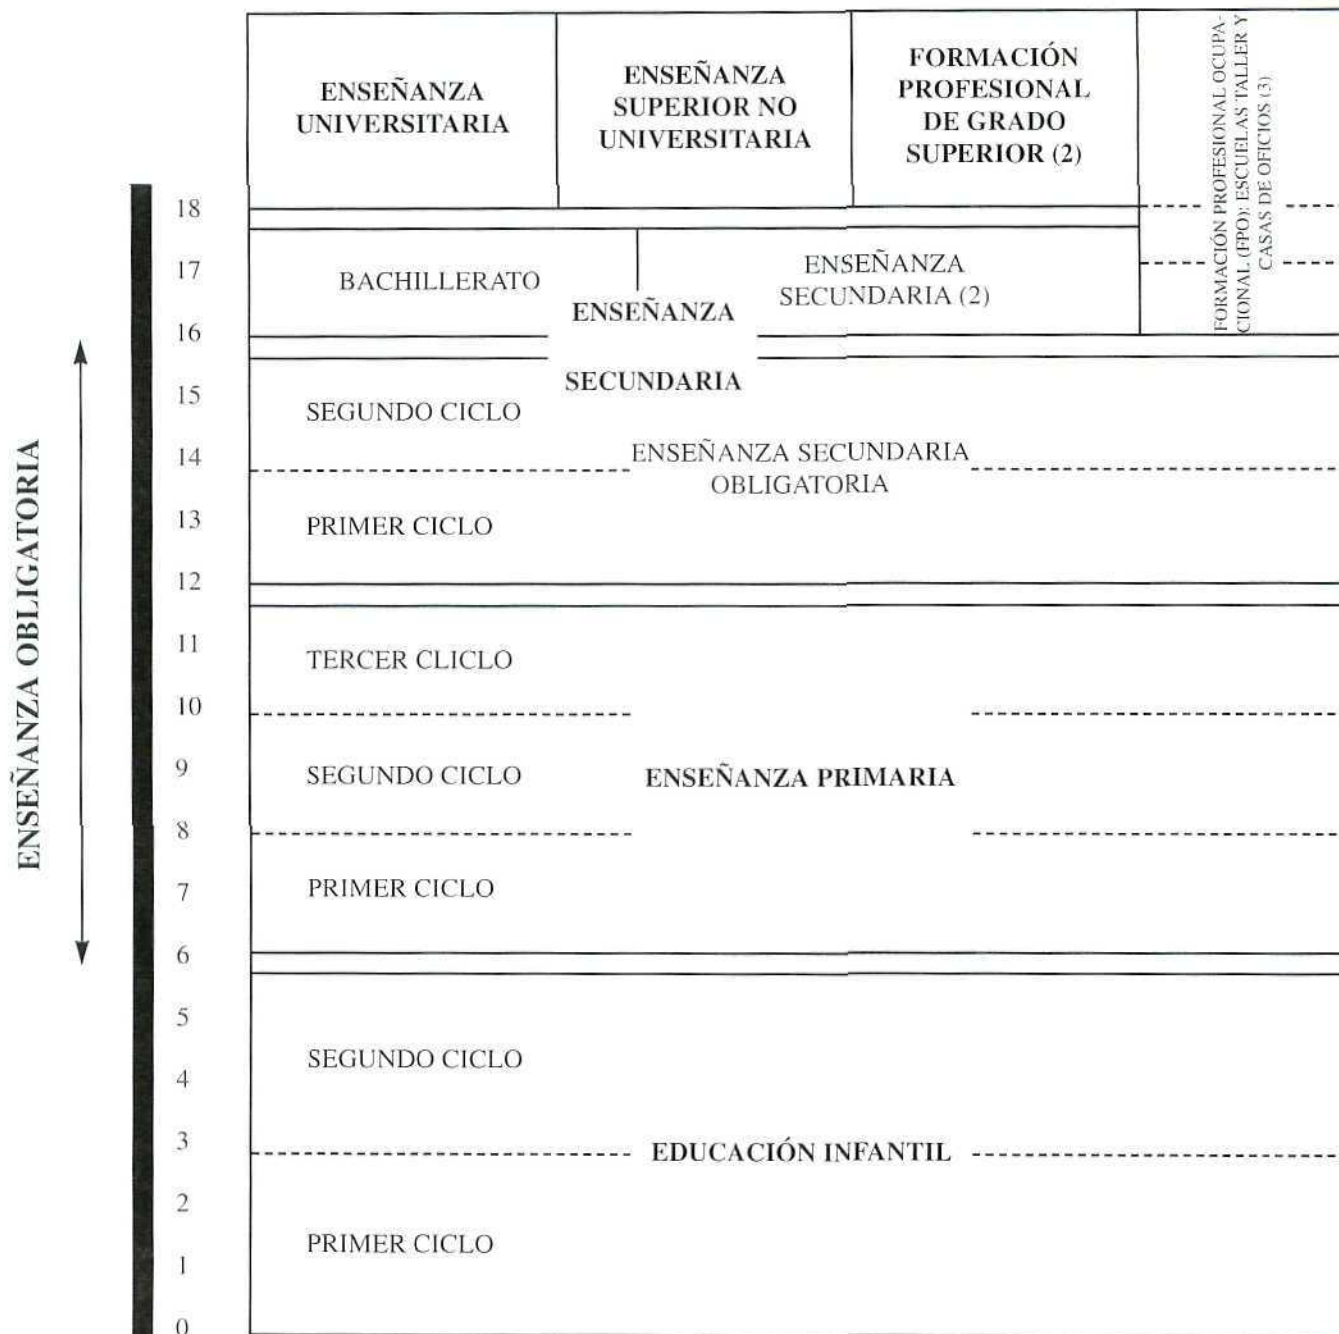 ENSEÑANZA
UNIVERSITARIA
ENSEÑANZA
SUPERIOR NO
UNIVERSITARIA
FORMACIÓN
PROFESIONAL
DE GRADO
SUPERIOR (2)
FORMACIÓN PROFESIONAL OCUPA-
CIONAL (FPO); ESCUELAS TALLER Y
CASAS DE OFICIOS (3)
18
17
16
BACHILLERATO
ENSEÑANZA
SECUNDARIA (2)
ENSEÑANZA
SECUNDARIA
15
14
13
12
SEGUNDO CICLO
ENSEÑANZA SECUNDARIA
OBLIGATORIA
PRIMER CICLO
ENSEÑANZA OBLIGATORIA
11
10
9
8
7
6
TERCER CLICLO
SEGUNDO CICLO
ENSEÑANZA PRIMARIA
PRIMER CICLO
5
4
3
2
1
0
SEGUNDO CICLO
EDUCACIÓN INFANTIL
PRIMER CICLO